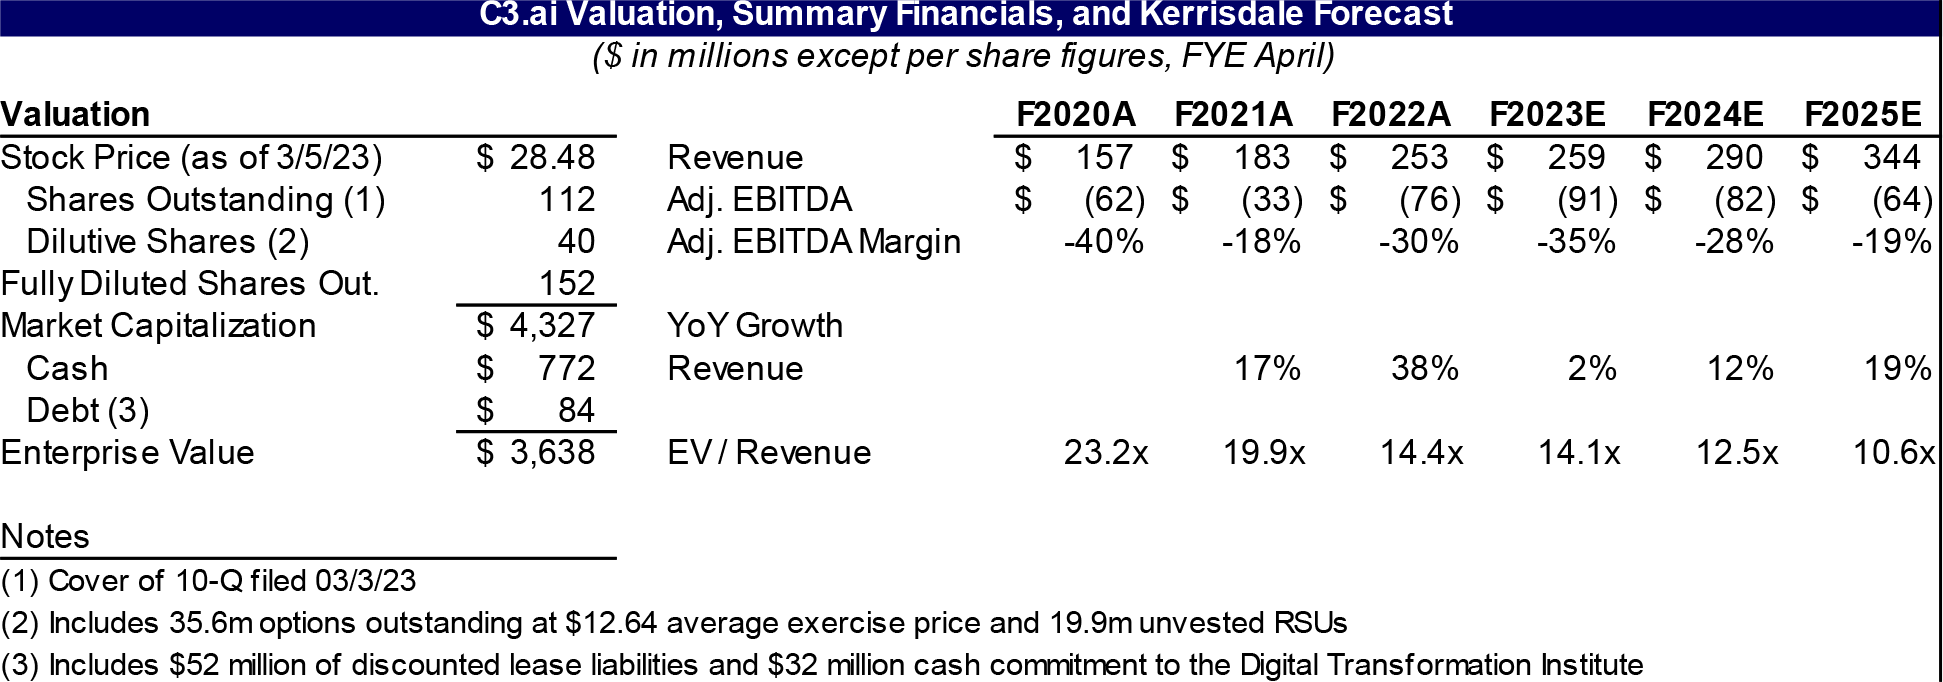 C3.ai Valuation, Summary Financials, and Kerrisdale Forecast
($ in millions except per share figures, FYE April)
Valuation F2020A F2021A F2022A F2023E F2024E F2025E
Stock Price (as of 3/5/23) $ 28.48 Revenue $ 157 $ 183 $ 253 $ 259 $ 290 $ 344
Shares Outstanding (1) 112 Adj. EBITDA $ (62) $ (33) $ (76) $ (91) $ (82) $ (64)
Dilutive Shares (2) 40 Adj. EBITDA Margin -40% -18% -30% -35% -28% -19%
Fully Diluted Shares Out. 152
Market Capitalization $ 4,327 YoY Growth
Cash $ 772 Revenue 17% 38% 2% 12% 19%
Debt (3) $ 84
Enterprise Value $ 3,638 EV / Revenue 23.2x 19.9x 14.4x 14.1x 12.5x 10.6x
Notes
(1) Cover of 10-Q filed 03/3/23
(2) Includes 35.6m options outstanding at $12.64 average exercise price and 19.9m unvested RSUs
(3) Includes $52 million of discounted lease liabilities and $32 million cash commitment to the Digital Transformation Institute